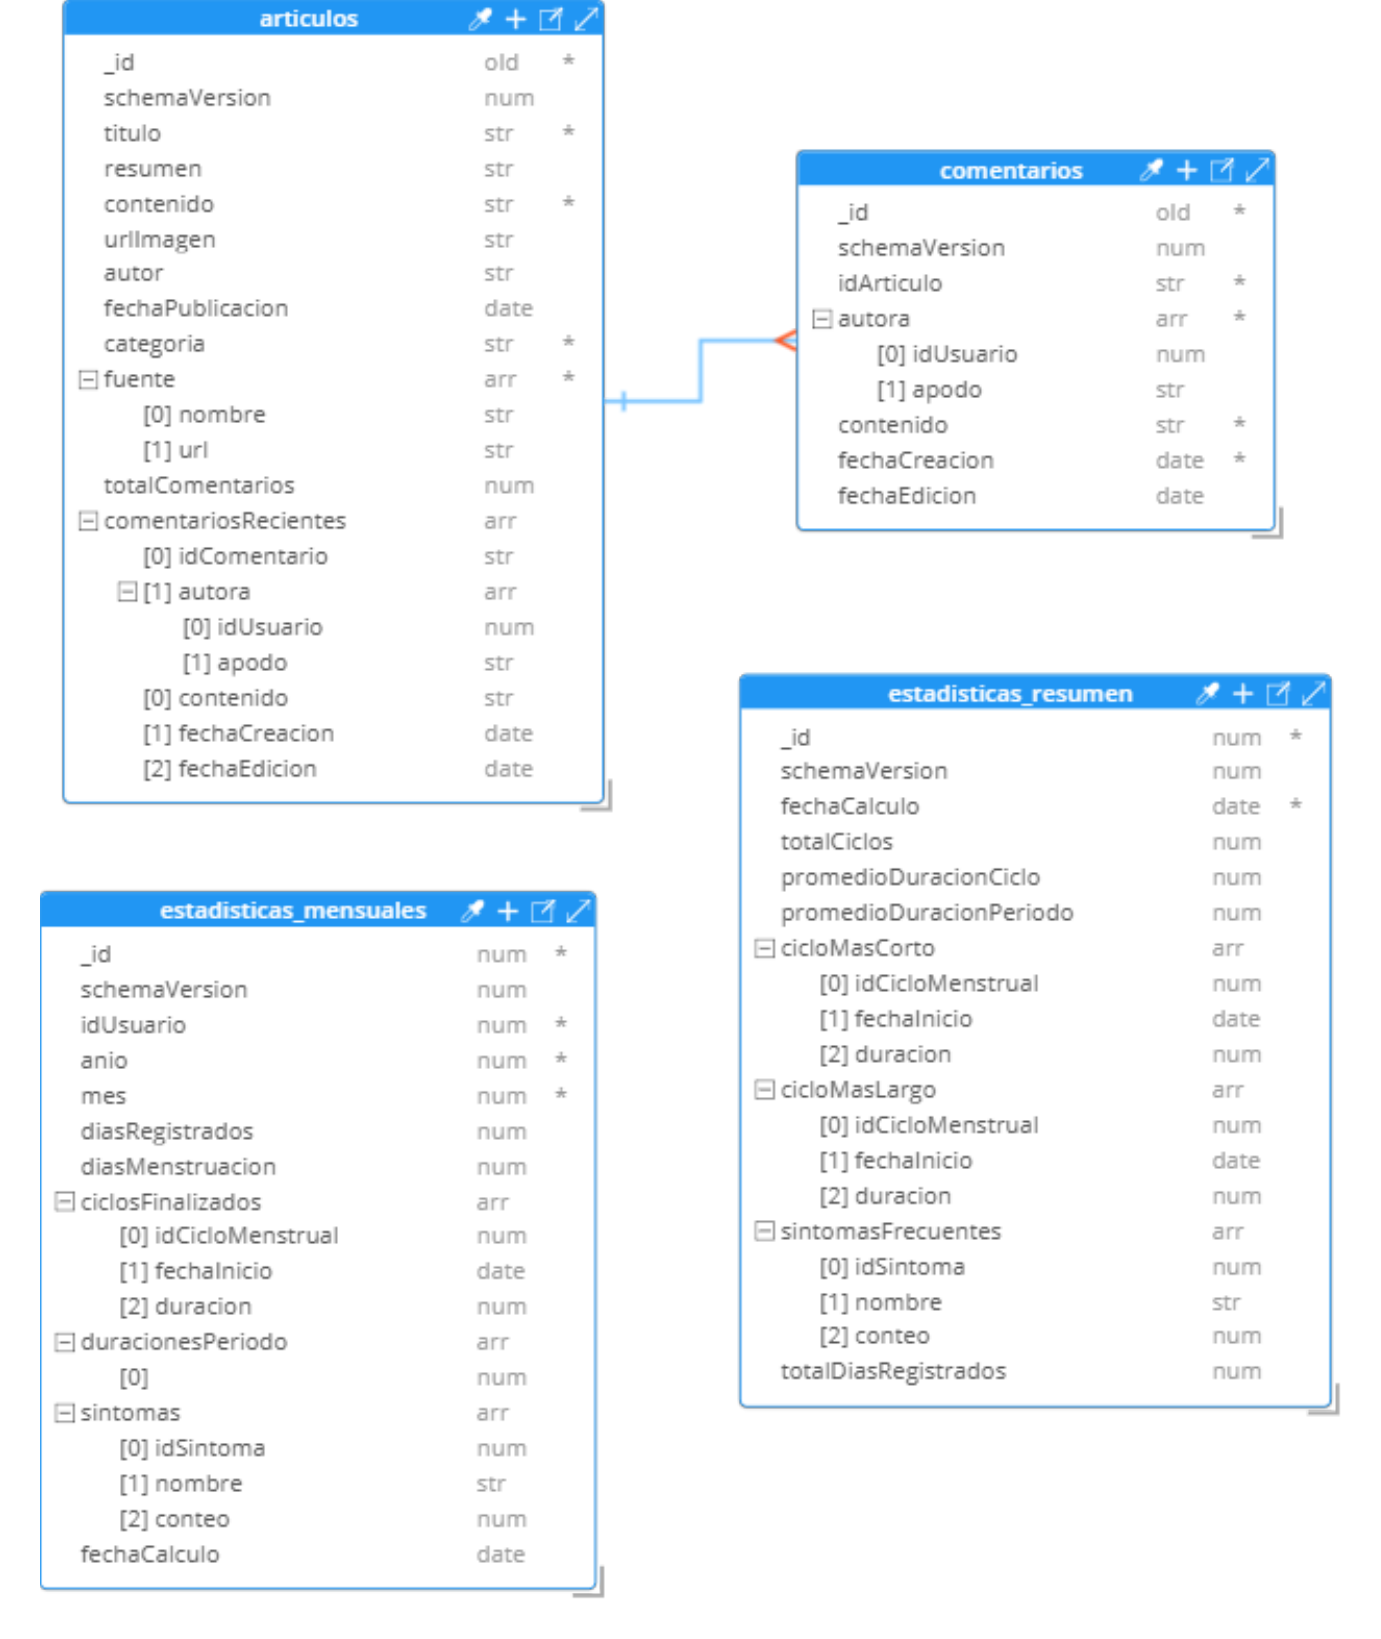 articulos
_id oId *
schemaVersion num
titulo str *
resumen str
contenido str *
urlImagen str
autor str
fechaPublicacion date
categoria str *
fuente arr *
[0] nombre str
[1] url str
totalComentarios num
comentariosRecientes arr
[0] idComentario str
[1] autora arr
[0] idUsuario num
[1] apodo str
[0] contenido str
[1] fechaCreacion date
[2] fechaEdicion date
comentarios
_id oId *
schemaVersion num
idArticulo str *
autora arr *
[0] idUsuario num
[1] apodo str
contenido str *
fechaCreacion date *
fechaEdicion date
estadisticas_resumen
_id num *
schemaVersion num
fechaCalculo date *
totalCiclos num
promedioDuracionCiclo num
promedioDuracionPeriodo num
cicloMasCorto arr
[0] idCicloMenstrual num
[1] fechaInicio date
[2] duracion num
cicloMasLargo arr
[0] idCicloMenstrual num
[1] fechaInicio date
[2] duracion num
sintomasFrecuentes arr
[0] idSintoma num
[1] nombre str
[2] conteo num
totalDiasRegistrados num
estadisticas_mensuales
_id num *
schemaVersion num
idUsuario num *
anio num *
mes num *
diasRegistrados num
diasMenstruacion num
ciclosFinalizados arr
[0] idCicloMenstrual num
[1] fechaInicio date
[2] duracion num
duracionesPeriodo arr
[0] num
sintomas arr
[0] idSintoma num
[1] nombre str
[2] conteo num
fechaCalculo date